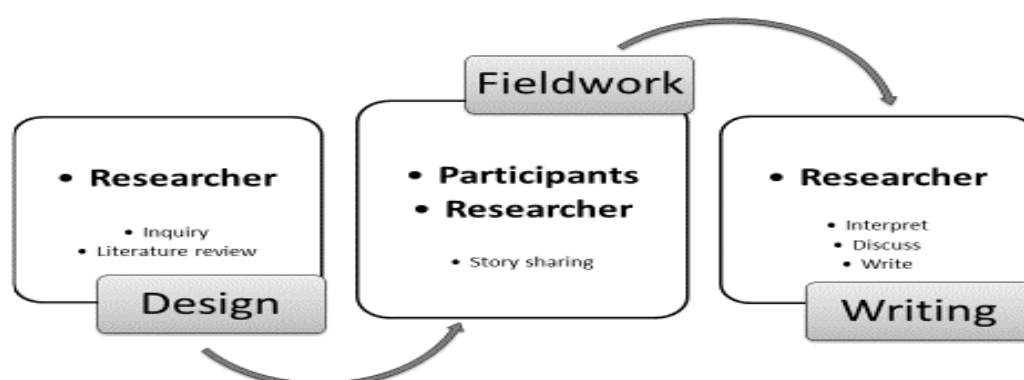 • Researcher
• Inquiry
• Literature review
Design
Fieldwork
• Participants
• Researcher
• Story sharing
• Researcher
• Interpret
• Discuss
• Write
Writing